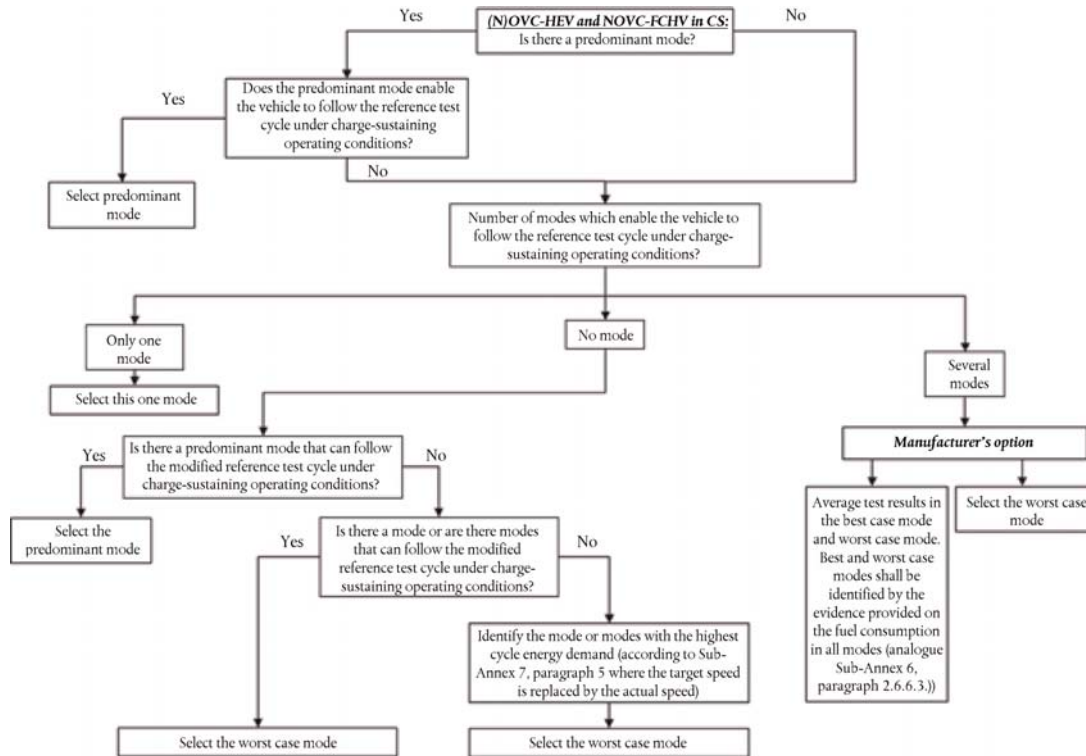 Yes
(N)OVC-HEV and NOVC-FCHV in CS:
Is there a predominant mode?
No
Does the predominant mode enable
the vehicle to follow the reference test
cycle under charge-sustaining
operating conditions?
Yes
No
Select predominant
mode
Number of modes which enable the vehicle to
follow the reference test cycle under charge-
sustaining operating conditions?
Only one
mode
No mode
Several
modes
Select this one mode
Manufacturer's option
Is there a predominant mode that can follow
the modified reference test cycle under
charge-sustaining operating conditions?
Yes
No
Select the
predominant mode
Average test results in
the best case mode
and worst case mode.
Best and worst case
modes shall be
identified by the
evidence provided on
the fuel consumption
in all modes (analogue
Sub-Annex 6,
paragraph 2.6.6.3.))
Select the worst case
mode
Is there a mode or are there modes
that can follow the modified
reference test cycle under charge-
sustaining operating conditions?
Yes
No
Identify the mode or modes with the highest
cycle energy demand (according to Sub-
Annex 7, paragraph 5 where the target speed
is replaced by the actual speed)
Select the worst case mode
Select the worst case mode